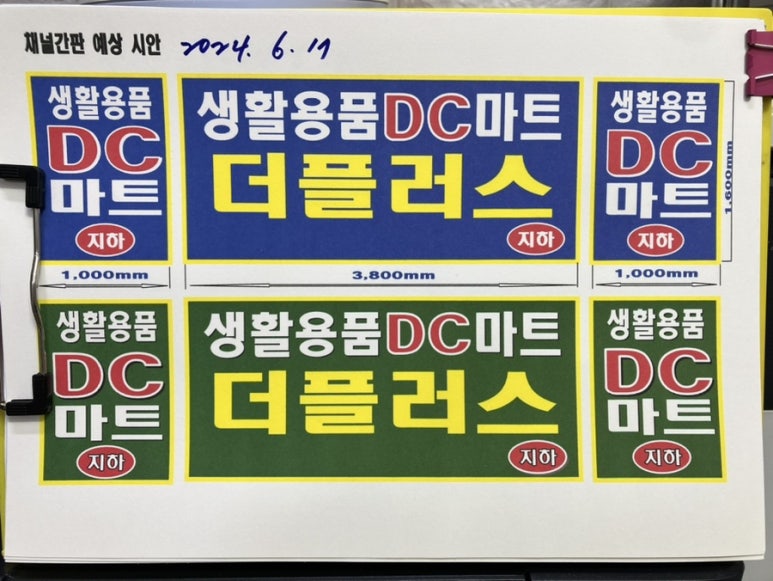 채널간판 예상 시안 2024. 6. 17
생활용품
DC
마트
지하
생활용품DC마트
더플러스
지하
생활용품
DC
마트
지하
1,600mm
1,000mm
3,800mm
1,000mm
생활용품
DC
마트
지하
생활용품DC마트
더플러스
지하
생활용품
DC
마트
지하